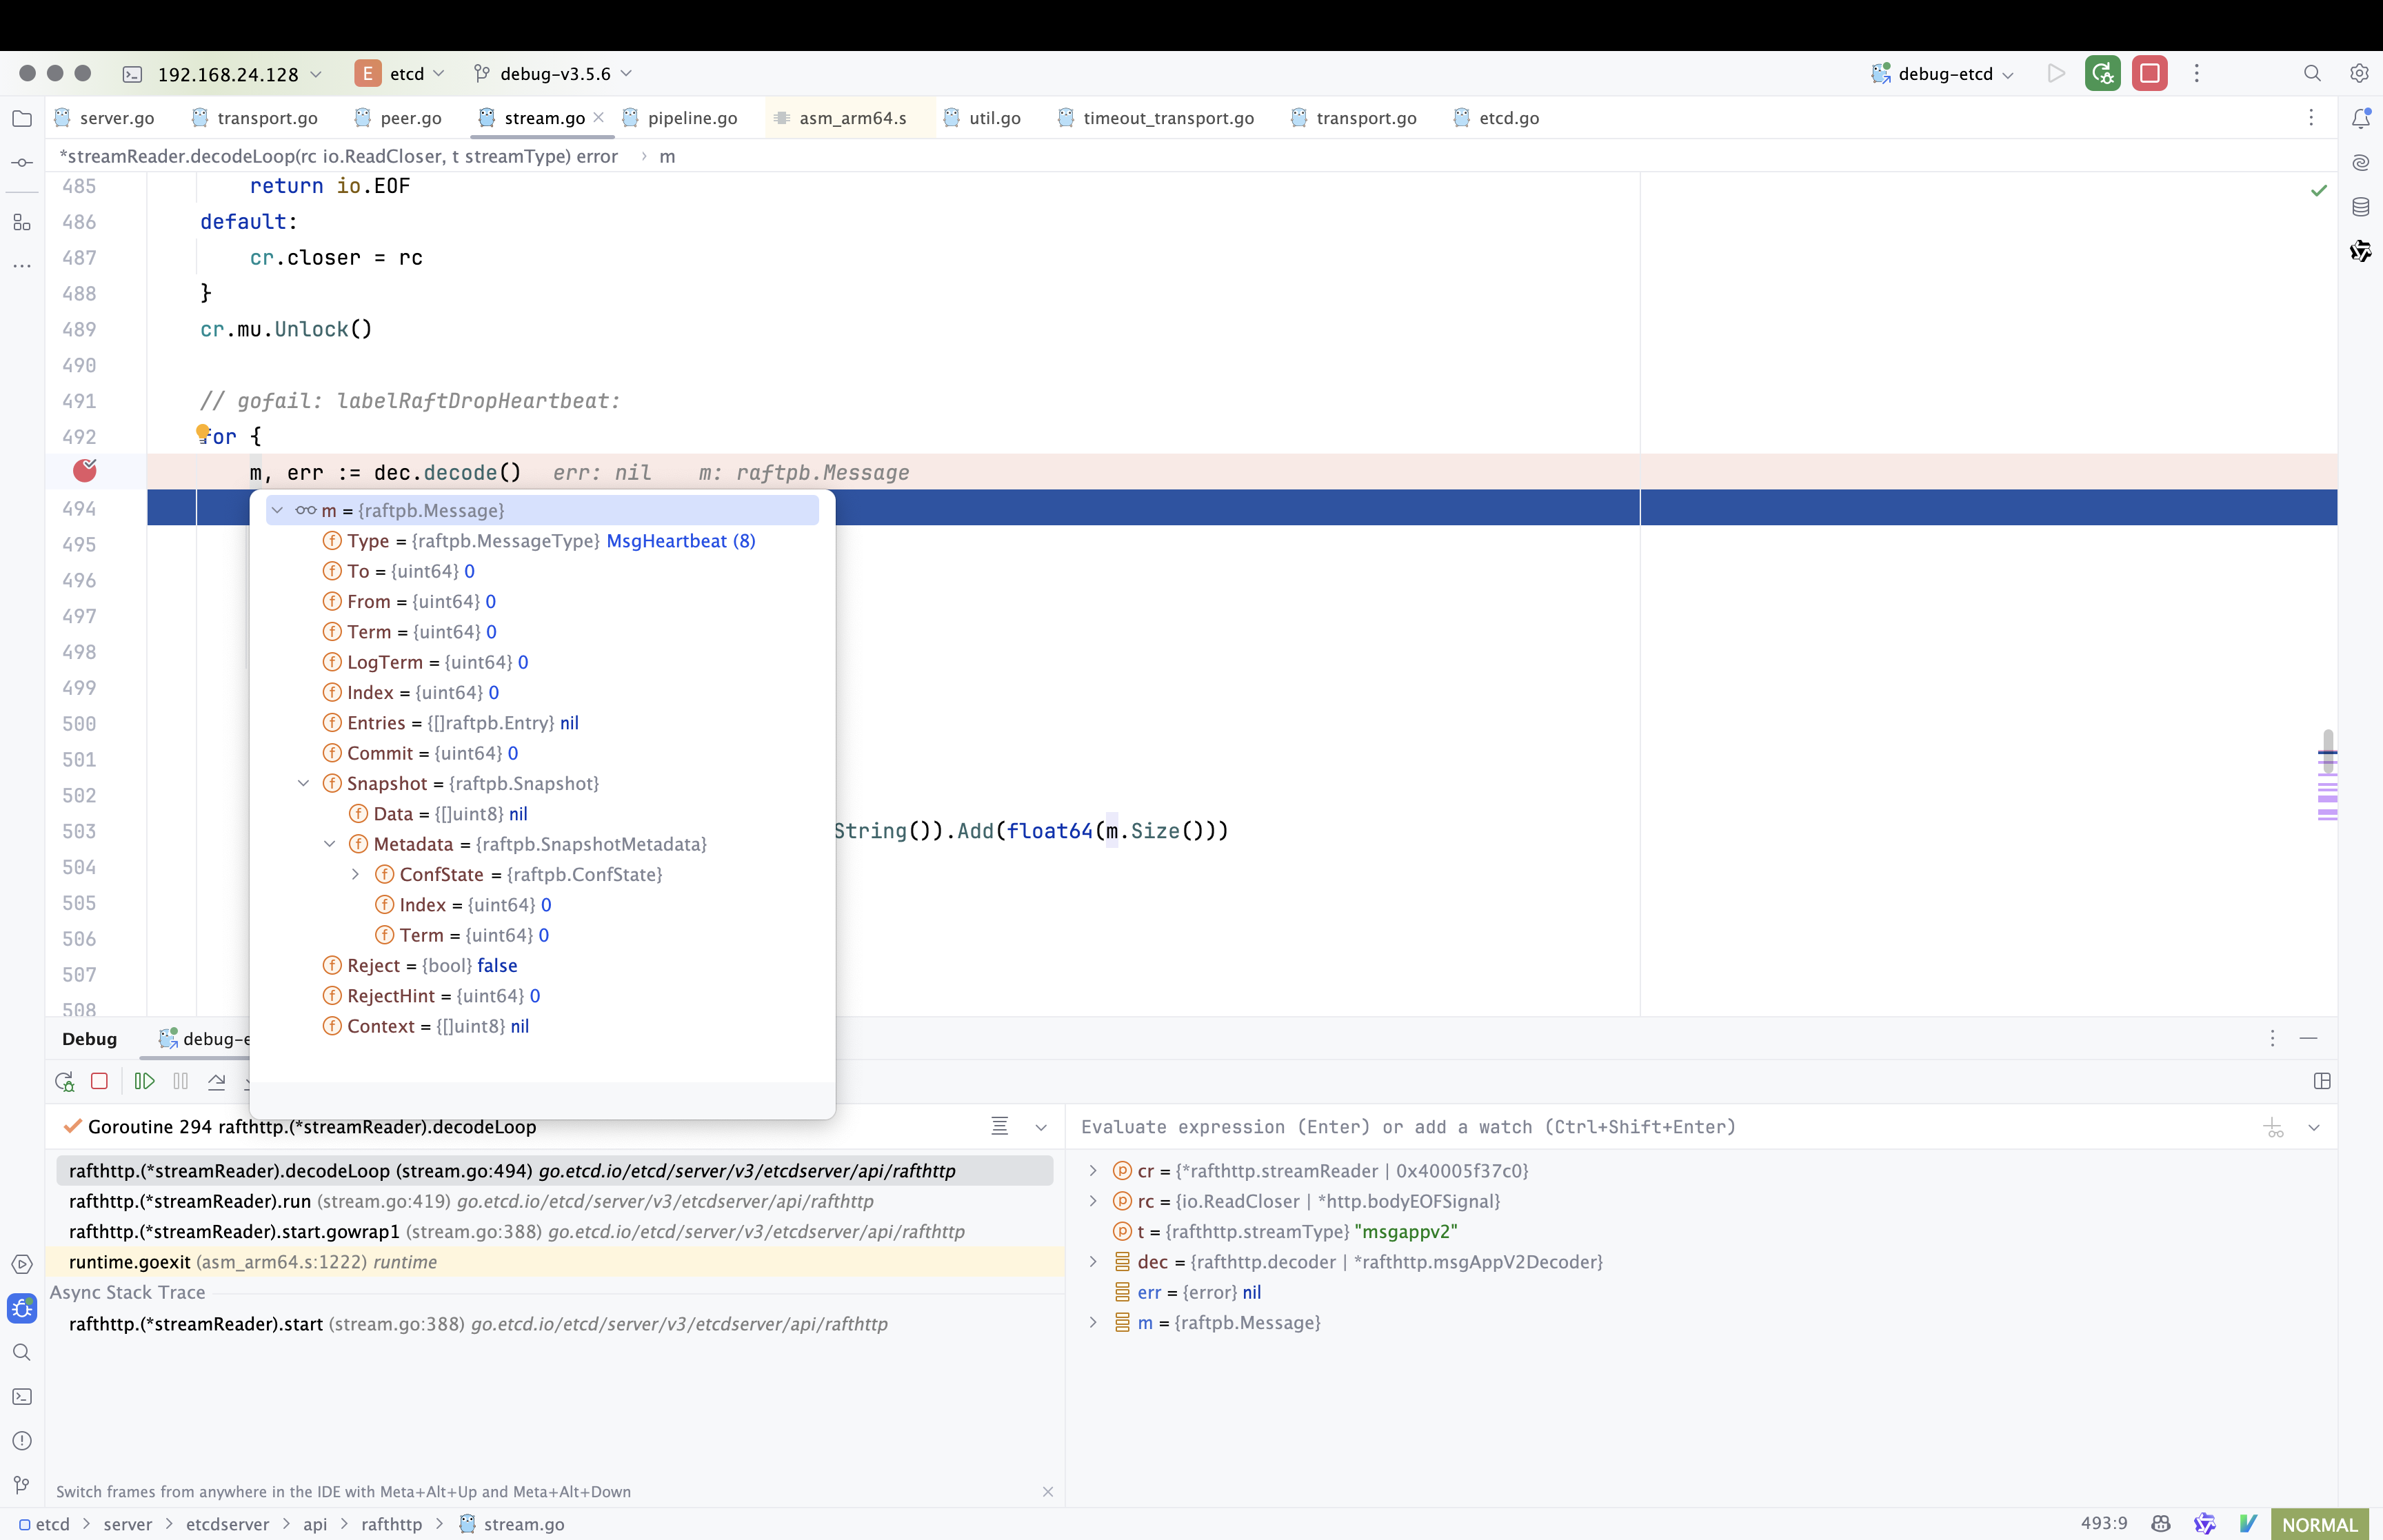 192.168.24.128
E etcd
debug-v3.5.6
debug-etcd
server.go transport.go peer.go stream.go pipeline.go asm_arm64.s util.go timeout_transport.go transport.go etcd.go
*streamReader.decodeLoop(rc io.ReadCloser, t streamType) error > m
485 return io.EOF
486 default:
487 cr.closer = rc
488 }
489 cr.mu.Unlock()
490
491 // gofail: labelRaftDropHeartbeat:
492 for {
m, err := dec.decode() err: nil m: raftpb.Message
494
495
496
497
498
499
500
501
502
503 String()).Add(float64(m.Size()))
504
505
506
507
508
m = {raftpb.Message}
Type = {raftpb.MessageType} MsgHeartbeat (8)
To = {uint64} 0
From = {uint64} 0
Term = {uint64} 0
LogTerm = {uint64} 0
Index = {uint64} 0
Entries = {[]raftpb.Entry} nil
Commit = {uint64} 0
Snapshot = {raftpb.Snapshot}
Data = {[]uint8} nil
Metadata = {raftpb.SnapshotMetadata}
ConfState = {raftpb.ConfState}
Index = {uint64} 0
Term = {uint64} 0
Reject = {bool} false
RejectHint = {uint64} 0
Context = {[]uint8} nil
Debug debug-e
Goroutine 294 rafthttp.(*streamReader).decodeLoop
rafthttp.(*streamReader).decodeLoop (stream.go:494) go.etcd.io/etcd/server/v3/etcdserver/api/rafthttp
rafthttp.(*streamReader).run (stream.go:419) go.etcd.io/etcd/server/v3/etcdserver/api/rafthttp
rafthttp.(*streamReader).start.gowrap1 (stream.go:388) go.etcd.io/etcd/server/v3/etcdserver/api/rafthttp
runtime.goexit (asm_arm64.s:1222) runtime
Async Stack Trace
rafthttp.(*streamReader).start (stream.go:388) go.etcd.io/etcd/server/v3/etcdserver/api/rafthttp
Switch frames from anywhere in the IDE with Meta+Alt+Up and Meta+Alt+Down
Evaluate expression (Enter) or add a watch (Ctrl+Shift+Enter)
cr = {*rafthttp.streamReader | 0x40005f37c0}
rc = {io.ReadCloser | *http.bodyEOFSignal}
t = {rafthttp.streamType} "msgappv2"
dec = {rafthttp.decoder | *rafthttp.msgAppV2Decoder}
err = {error} nil
m = {raftpb.Message}
etcd > server > etcdserver > api > rafthttp > stream.go
493:9 NORMAL